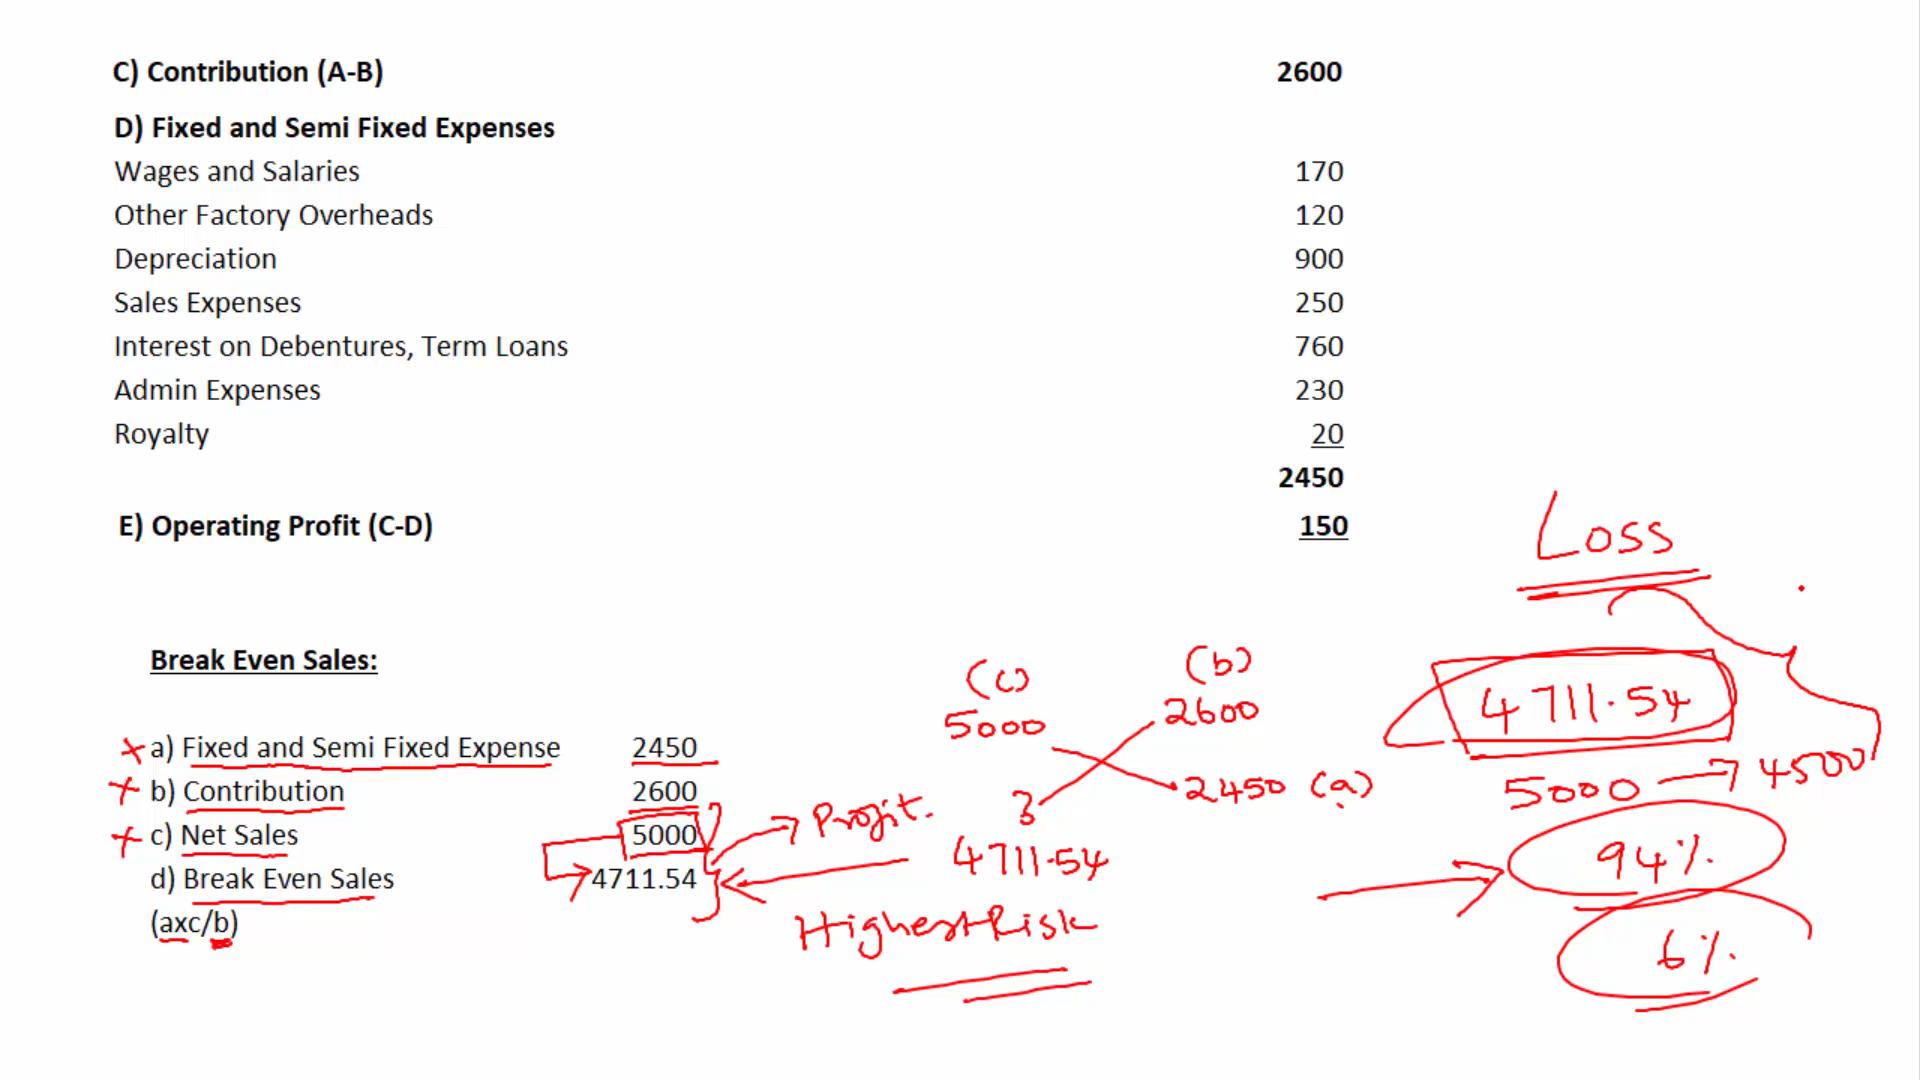 C) Contribution (A-B) 2600
D) Fixed and Semi Fixed Expenses
Wages and Salaries 170
Other Factory Overheads 120
Depreciation 900
Sales Expenses 250
Interest on Debentures, Term Loans 760
Admin Expenses 230
Royalty 20
2450
E) Operating Profit (C-D) 150
Loss
Break Even Sales:
(c) (b)
5000 2600
4711.54
a) Fixed and Semi Fixed Expense 2450
2450 (a)
5000 → 4500
b) Contribution 2600
Profit.
c) Net Sales 5000
4711.54
94%.
d) Break Even Sales 4711.54
(axc/b)
Highest Risk
6%.